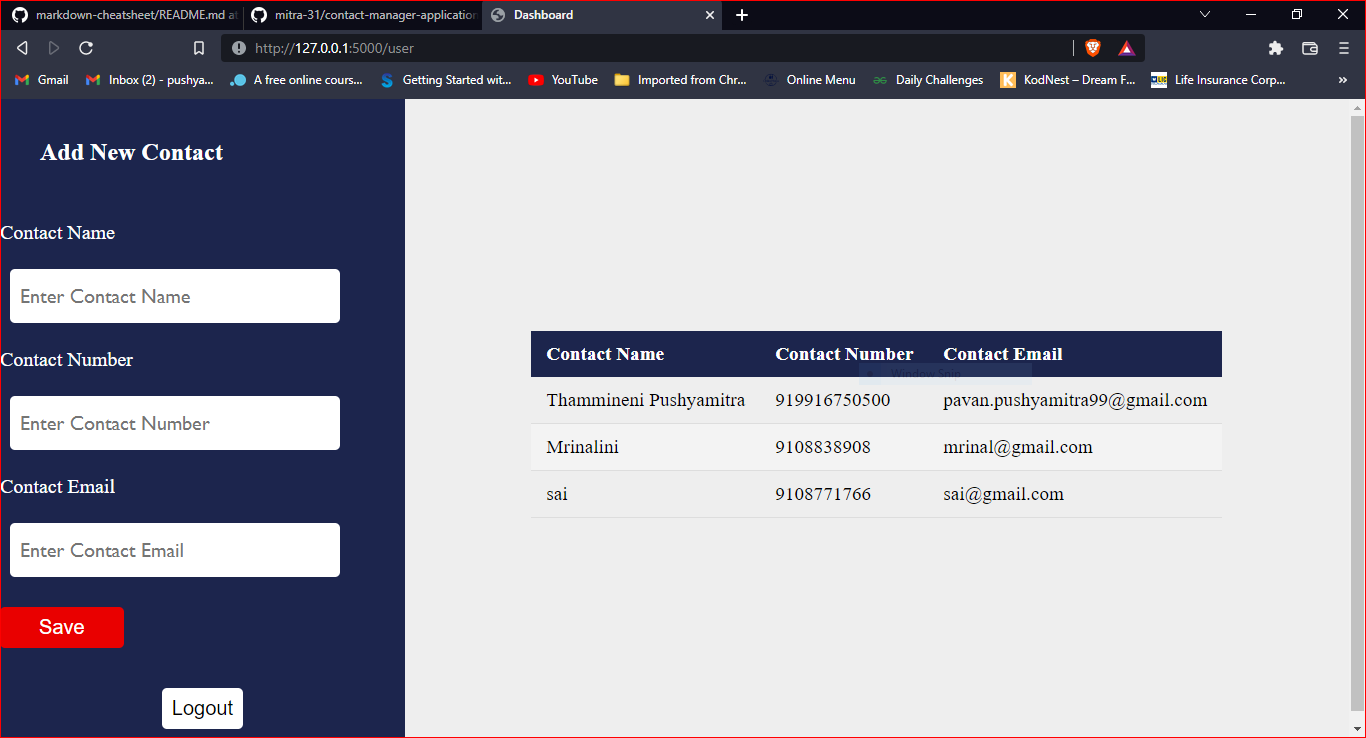 markdown-cheatsheet/README.md at
mitra-31/contact-manager-application
Dashboard
http://127.0.0.1:5000/user
Gmail
Inbox (2) - pushya...
A free online cours...
Getting Started wit...
YouTube
Imported from Chr...
Online Menu
Daily Challenges
KodNest – Dream F...
Life Insurance Corp...
Add New Contact
Contact Name
Enter Contact Name
Contact Number
Enter Contact Number
Contact Email
Enter Contact Email
Save
Logout
Contact Name Contact Number Contact Email
Window Snip
Thammineni Pushyamitra 919916750500 pavan.pushyamitra99@gmail.com
Mrinalini 9108838908 mrinal@gmail.com
sai 9108771766 sai@gmail.com